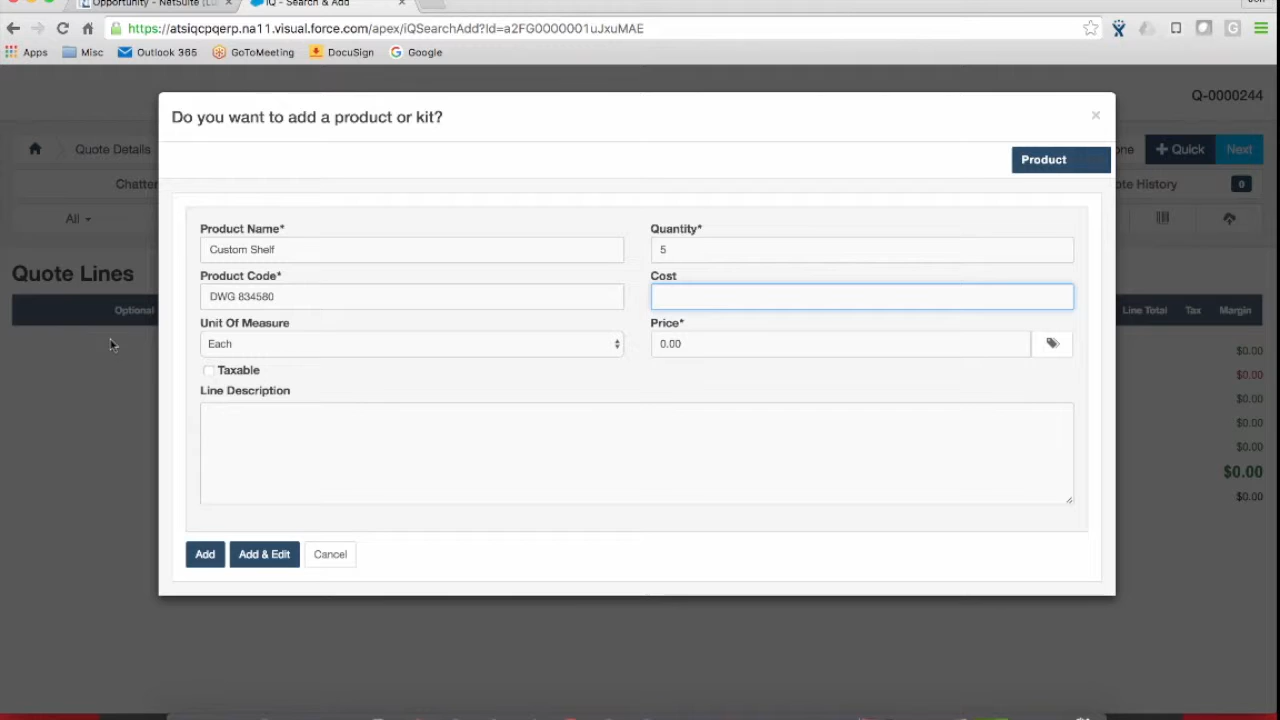 Opportunity - NetSuite
iQ - Search & Add
https://atsiqcpqerp.na11.visual.force.com/apex/iQSearchAdd?Id=a2FG0000001uJxuMAE
Apps Misc Outlook 365 GoToMeeting DocuSign Google
Q-0000244
Do you want to add a product or kit? ×
Quote Details
Quick Next
Product
Chatter
ote History 0
All
Product Name* Quantity*
Custom Shelf 5
Quote Lines
Product Code* Cost
DWG 834580
Optional
Line Total Tax Margin
Unit Of Measure Price*
Each 0.00
$0.00
Taxable
$0.00
Line Description
$0.00
$0.00
$0.00
$0.00
$0.00
Add Add & Edit Cancel